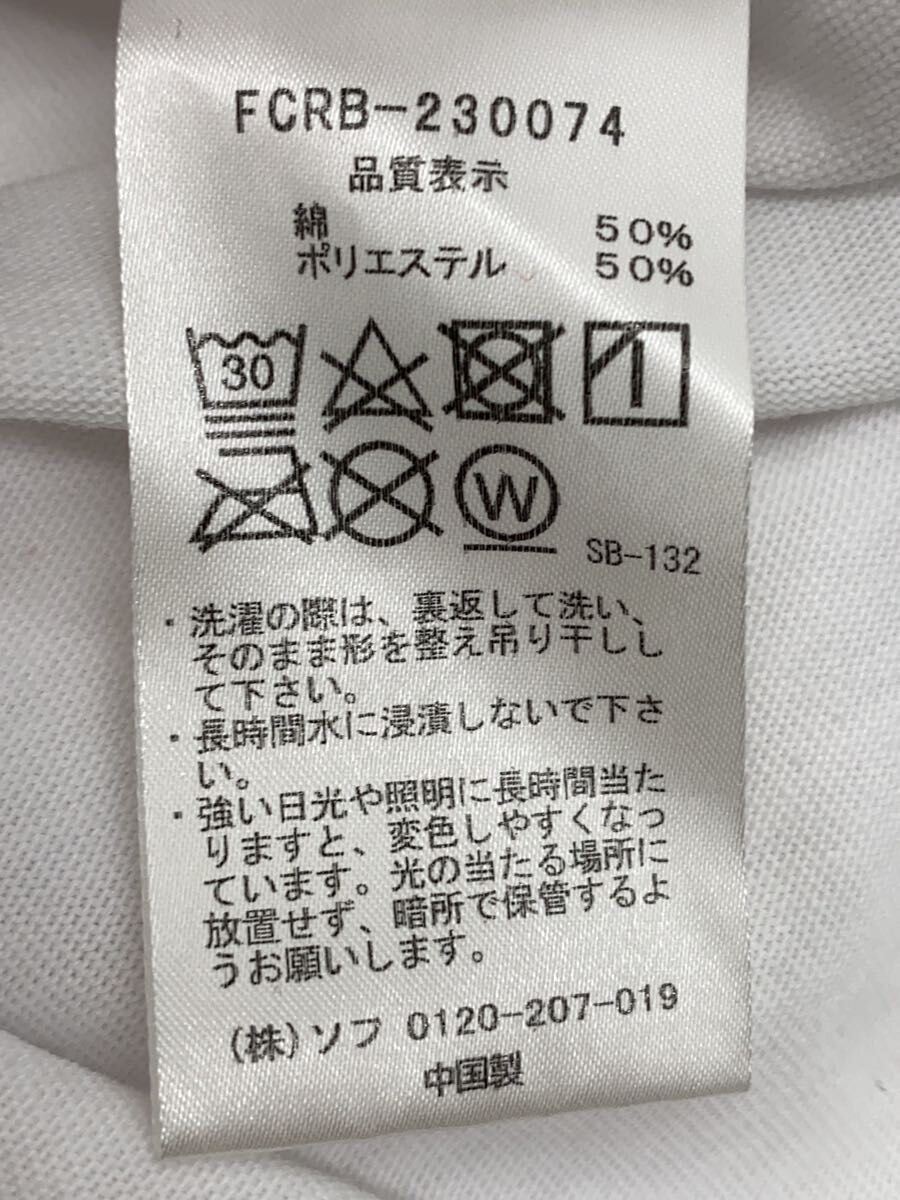 FCRB-230074
品質表示
綿 50%
ポリエステル 50%
30
W
SB-132
・洗濯の際は、裏返して洗い、
そのまま形を整え吊り干しし
て下さい。
・長時間水に浸漬しないで下さ
い。
・強い日光や照明に長時間当た
りますと、変色しやすくなっ
ています。光の当たる場所に
放置せず、暗所で保管するよ
うお願いします。
(株)ソフ 0120-207-019
中国製